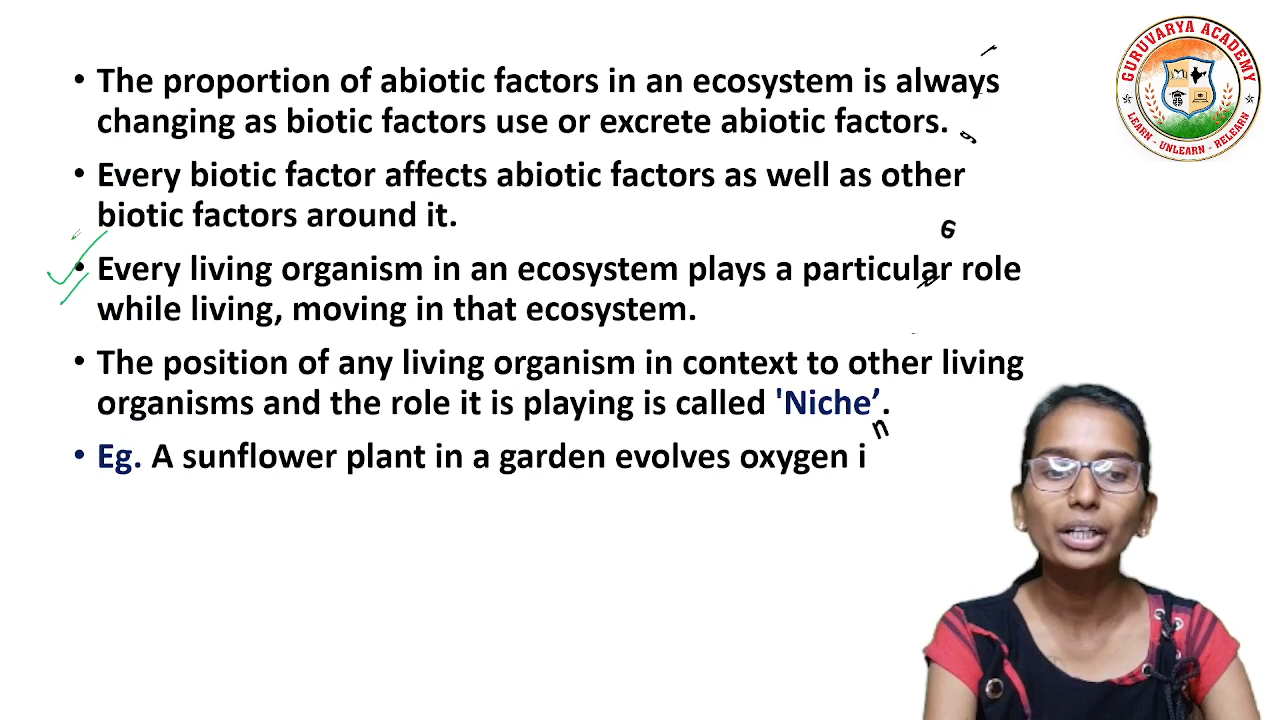 • The proportion of abiotic factors in an ecosystem is always
changing as biotic factors use or excrete abiotic factors.
• Every biotic factor affects abiotic factors as well as other
biotic factors around it.
• Every living organism in an ecosystem plays a particular role
while living, moving in that ecosystem.
• The position of any living organism in context to other living
organisms and the role it is playing is called 'Niche’.
• Eg. A sunflower plant in a garden evolves oxygen in
GURUVARYA ACADEMY
LEARN - UNLEARN - RELEARN